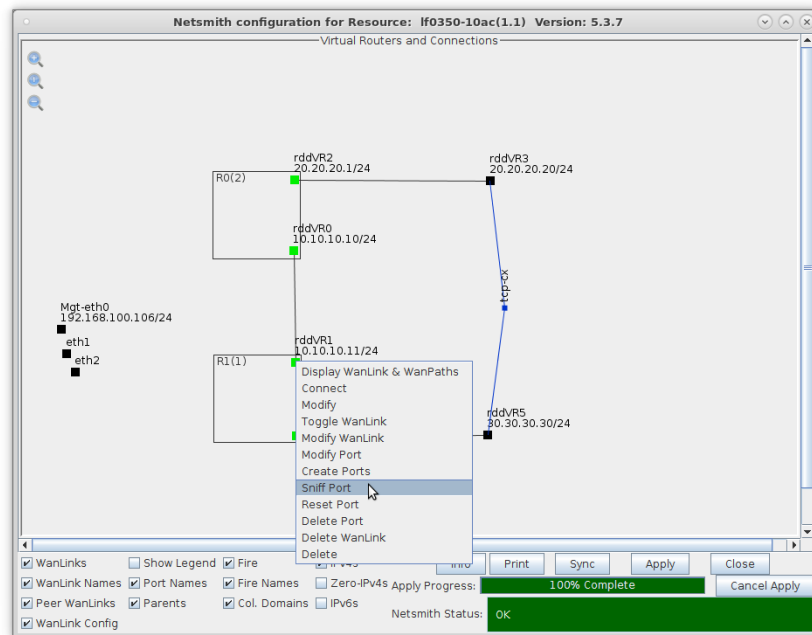 Netsmith configuration for Resource: lf0350-10ac(1.1) Version: 5.3.7
Virtual Routers and Connections
rddVR2
20.20.20.1/24
rddVR3
20.20.20.20/24
R0(2)
rddVR0
10.10.10.10/24
tcp-cx
Mgt-eth0
192.168.100.106/24
eth1
eth2
rddVR1
10.10.10.11/24
R1(1)
rddVR5
30.30.30.30/24
Display WanLink & WanPaths
Connect
Modify
Toggle WanLink
Modify WanLink
Modify Port
Create Ports
Sniff Port
Reset Port
Delete Port
Delete WanLink
Delete
WanLinks Show Legend Fire IPv4s Info Print Sync Apply Close
WanLink Names Port Names Fire Names Zero-IPv4s Apply Progress: 100% Complete Cancel Apply
Peer WanLinks Parents Col. Domains IPv6s
Netsmith Status: OK
WanLink Config